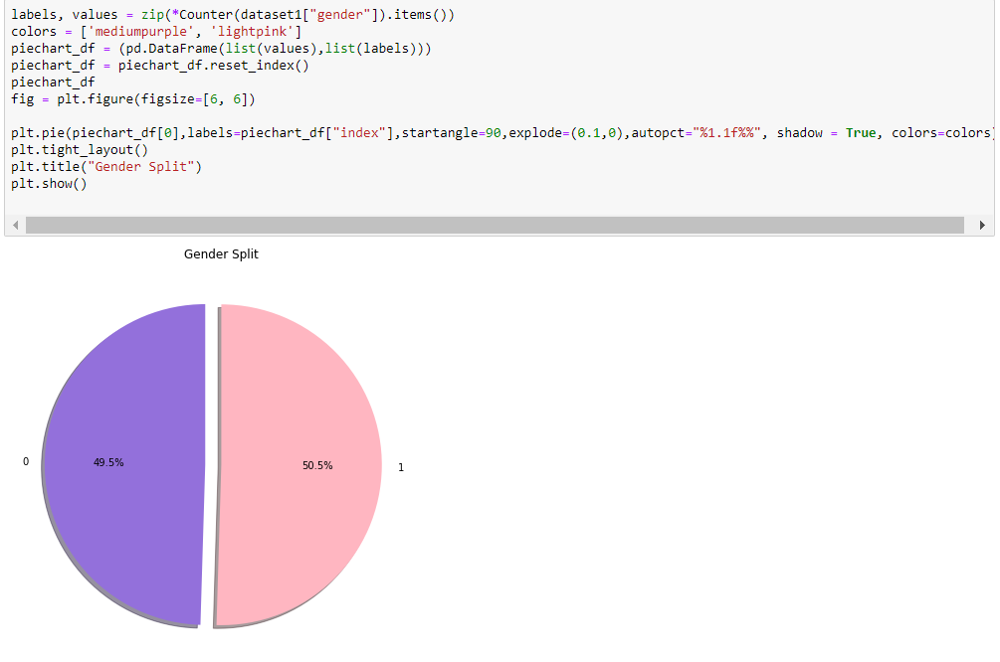 labels, values = zip(*Counter(dataset1["gender"]).items())
colors = ['mediumpurple', 'lightpink']
piechart_df = (pd.DataFrame(list(values),list(labels)))
piechart_df = piechart_df.reset_index()
piechart_df
fig = plt.figure(figsize=[6, 6])
plt.pie(piechart_df[0],labels=piechart_df["index"],startangle=90,explode=(0.1,0),autopct="%1.1f%%", shadow = True, colors=colors)
plt.tight_layout()
plt.title("Gender Split")
plt.show()
Gender Split
0
49.5%
50.5%
1